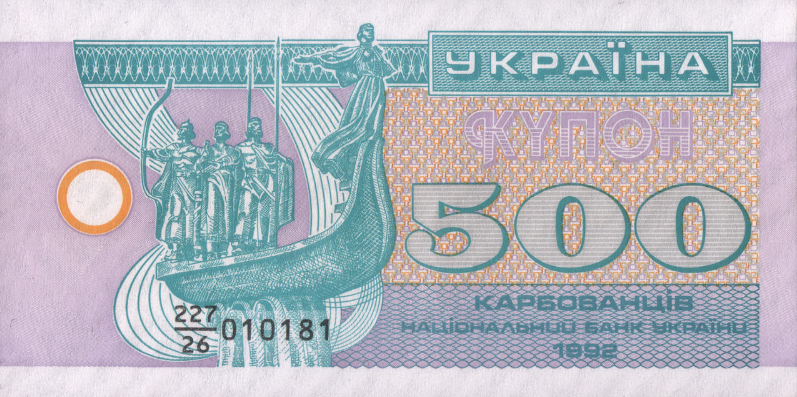 УКРАЇНА
КУПОН
500
КАРБОВАНЦІВ
НАЦІОНАЛЬНИЙ БАНК УКРАЇНИ
1992
227/26 010181